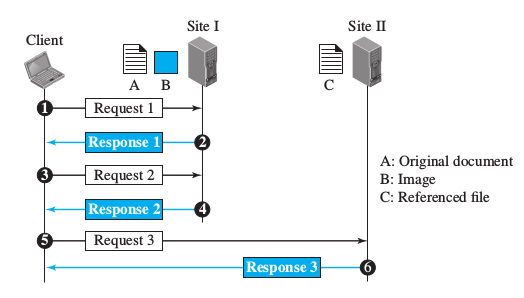 Site I
Site II
Client
A
B
C
1
Request 1
Response 1
2
3
Request 2
Response 2
4
5
Request 3
Response 3
6
A: Original document
B: Image
C: Referenced file